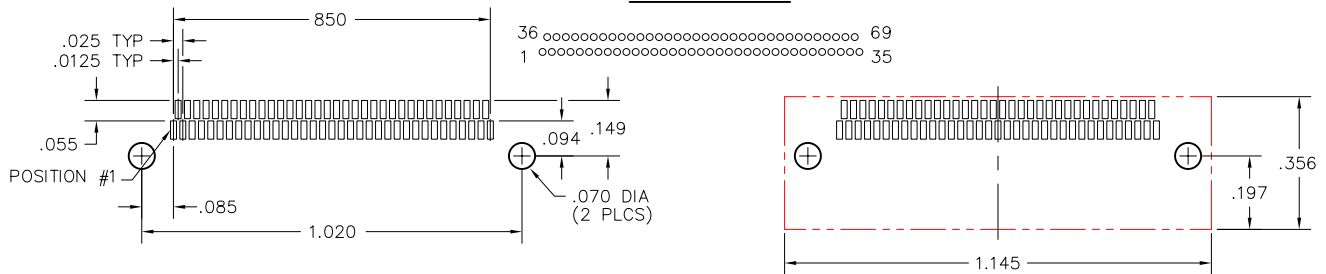 850
.025 TYP
.0125 TYP
36
69
1
35
.055
.094
.149
POSITION #1
.085
.070 DIA
(2 PLCS)
1.020
.356
.197
1.145